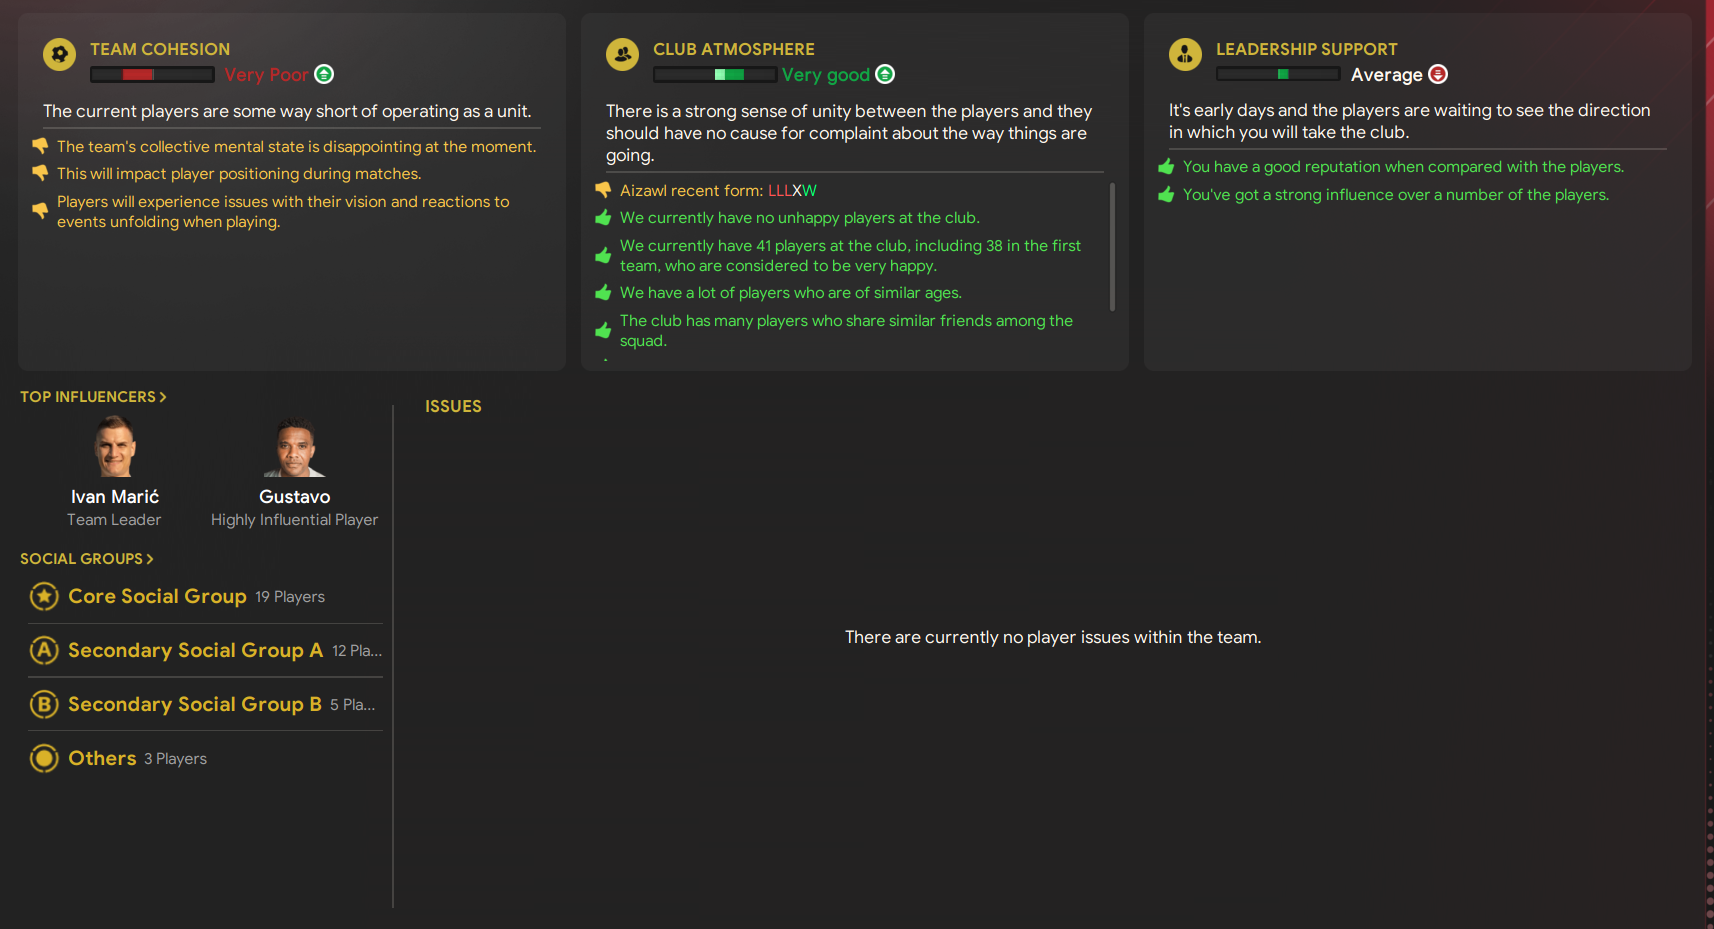 TEAM COHESION
Very Poor
The current players are some way short of operating as a unit.
The team's collective mental state is disappointing at the moment.
This will impact player positioning during matches.
Players will experience issues with their vision and reactions to
events unfolding when playing.
CLUB ATMOSPHERE
Very good
There is a strong sense of unity between the players and they
should have no cause for complaint about the way things are
going.
Aizawl recent form: LLLXW
We currently have no unhappy players at the club.
We currently have 41 players at the club, including 38 in the first
team, who are considered to be very happy.
We have a lot of players who are of similar ages.
The club has many players who share similar friends among the
squad.
LEADERSHIP SUPPORT
Average
It's early days and the players are waiting to see the direction
in which you will take the club.
You have a good reputation when compared with the players.
You've got a strong influence over a number of the players.
TOP INFLUENCERS >
Ivan Marić
Team Leader
Gustavo
Highly Influential Player
SOCIAL GROUPS >
Core Social Group 19 Players
A Secondary Social Group A 12 Pla...
B Secondary Social Group B 5 Pla...
Others 3 Players
ISSUES
There are currently no player issues within the team.